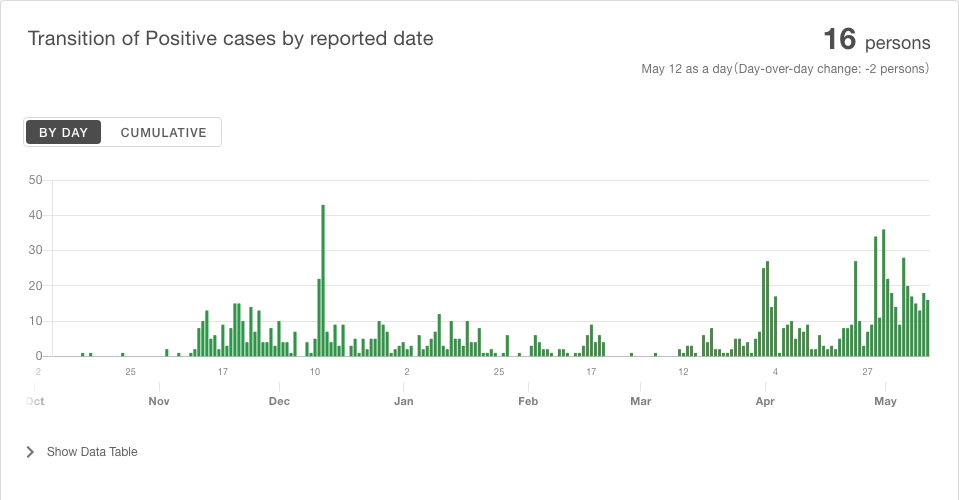 Transition of Positive cases by reported date
16 persons
May 12 as a day(Day-over-day change: -2 persons)
BY DAY CUMULATIVE
50
40
30
20
10
0
2 25 17 10 2 25 17 12 4 27
Oct Nov Dec Jan Feb Mar Apr May
Show Data Table